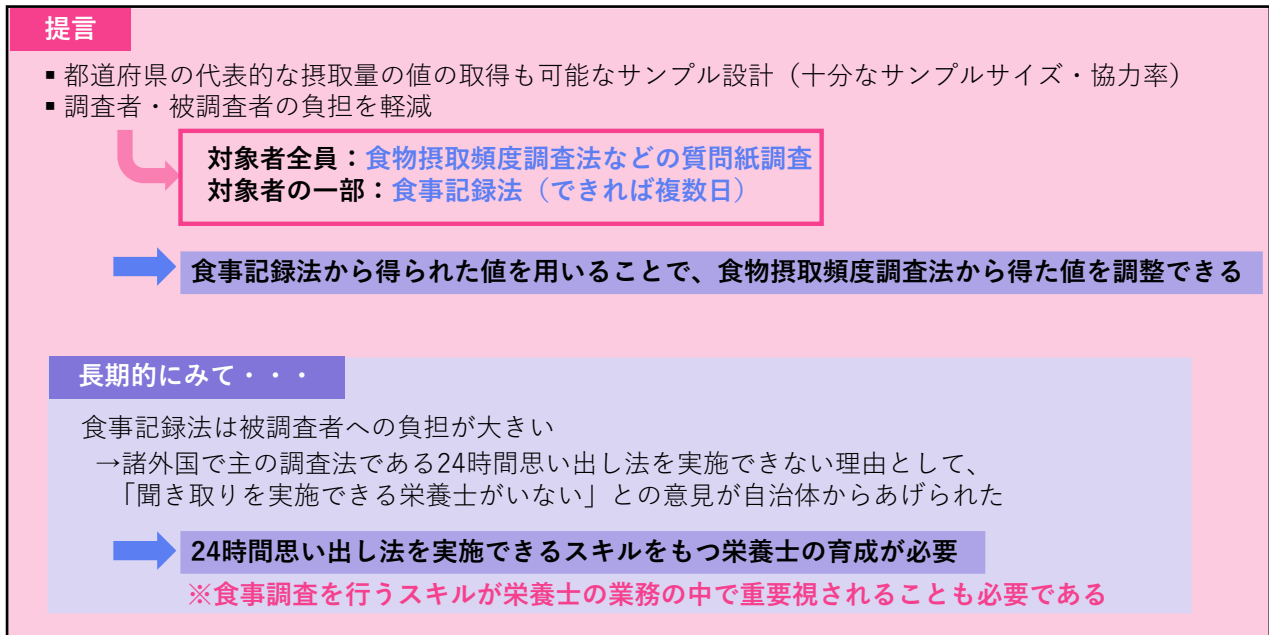 提言
▪ 都道府県の代表的な摂取量の値の取得も可能なサンプル設計（十分なサンプルサイズ・協力率）
▪ 調査者・被調査者の負担を軽減
対象者全員：食物摂取頻度調査法などの質問紙調査
対象者の一部：食事記録法（できれば複数日）
食事記録法から得られた値を用いることで、食物摂取頻度調査法から得た値を調整できる
長期的にみて・・・
食事記録法は被調査者への負担が大きい
→諸外国で主の調査法である24時間思い出し法を実施できない理由として、
「聞き取りを実施できる栄養士がいない」との意見が自治体からあげられた
24時間思い出し法を実施できるスキルをもつ栄養士の育成が必要
※食事調査を行うスキルが栄養士の業務の中で重要視されることも必要である